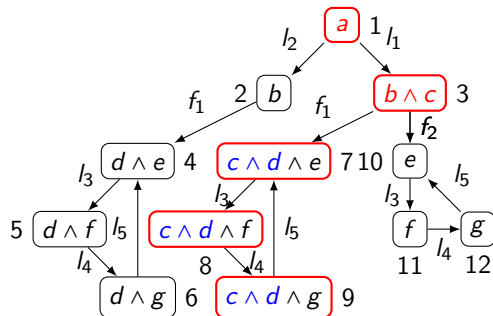 a 1
l₂ l₁
2 b b ∧ c 3
f₁ f₁ f₂
d ∧ e 4 c ∧ d ∧ e 7 10 e
l₃ l₃ l₃ l₅
5 d ∧ f l₅ c ∧ d ∧ f l₅ f g
l₄ 8 l₄ l₄
11 12
d ∧ g 6 c ∧ d ∧ g 9